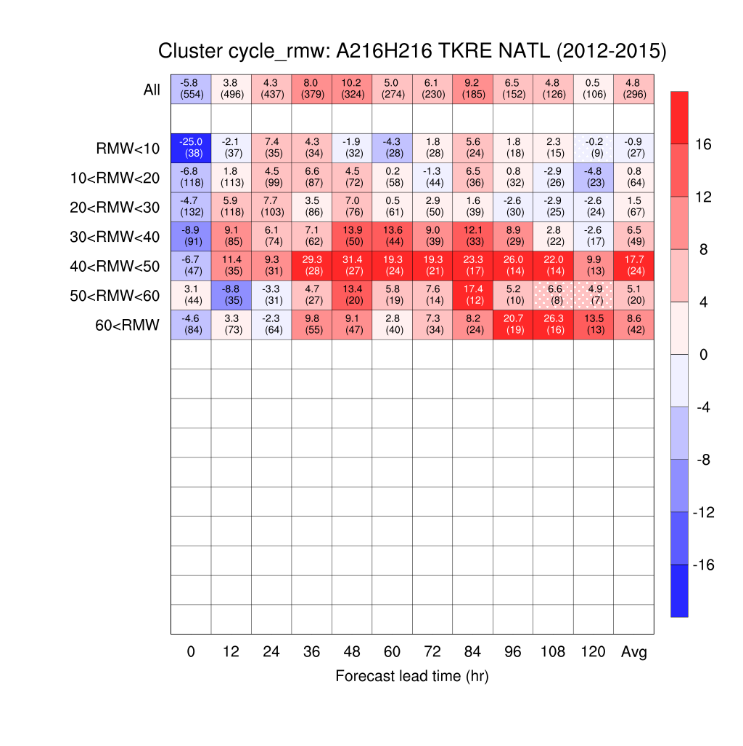 Cluster cycle_rmw: A216H216 TKRE NATL (2012-2015)
All -5.8 3.8 4.3 8.0 10.2 5.0 6.1 9.2 6.5 4.8 0.5 4.8
(554) (496) (437) (379) (324) (274) (230) (185) (152) (126) (106) (296)
RMW<10 -25.0 -2.1 7.4 4.3 -1.9 -4.3 1.8 5.6 1.8 2.3 -0.2 -0.9
(38) (37) (35) (34) (32) (28) (28) (24) (18) (15) (9) (27)
10<RMW<20 -6.8 1.8 4.5 6.6 4.5 0.2 -1.3 6.5 0.8 -2.9 -4.8 0.8
(118) (113) (99) (87) (72) (58) (44) (36) (32) (26) (23) (64)
20<RMW<30 -4.7 5.9 7.7 3.5 7.0 0.5 2.9 1.6 -2.6 -2.9 -2.6 1.5
(132) (118) (103) (86) (76) (61) (50) (39) (30) (25) (24) (67)
30<RMW<40 -8.9 9.1 6.1 7.1 13.9 13.6 9.0 12.1 8.9 2.8 -2.6 6.5
(91) (85) (74) (62) (50) (44) (39) (33) (29) (22) (17) (49)
40<RMW<50 -6.7 11.4 9.3 29.3 31.4 19.3 19.3 23.3 26.0 22.0 9.9 17.7
(47) (35) (31) (28) (27) (24) (21) (17) (14) (14) (13) (24)
50<RMW<60 3.1 -8.8 -3.3 4.7 13.4 5.8 7.6 17.4 5.2 6.6 4.9 5.1
(44) (35) (31) (27) (20) (19) (14) (12) (10) (8) (7) (20)
60<RMW -4.6 3.3 -2.3 9.8 9.1 2.8 7.3 8.2 20.7 26.3 13.5 8.6
(84) (73) (64) (55) (47) (40) (34) (24) (19) (16) (13) (42)
0 12 24 36 48 60 72 84 96 108 120 Avg
Forecast lead time (hr)
16
12
8
4
0
-4
-8
-12
-16